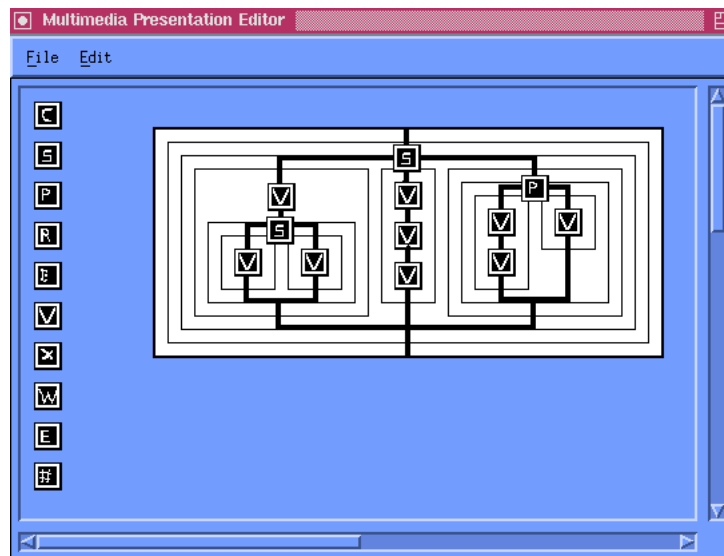 Multimedia Presentation Editor
File Edit
C
S
P
R
V
W
E
#
S
V V P
S V V V
V V V V